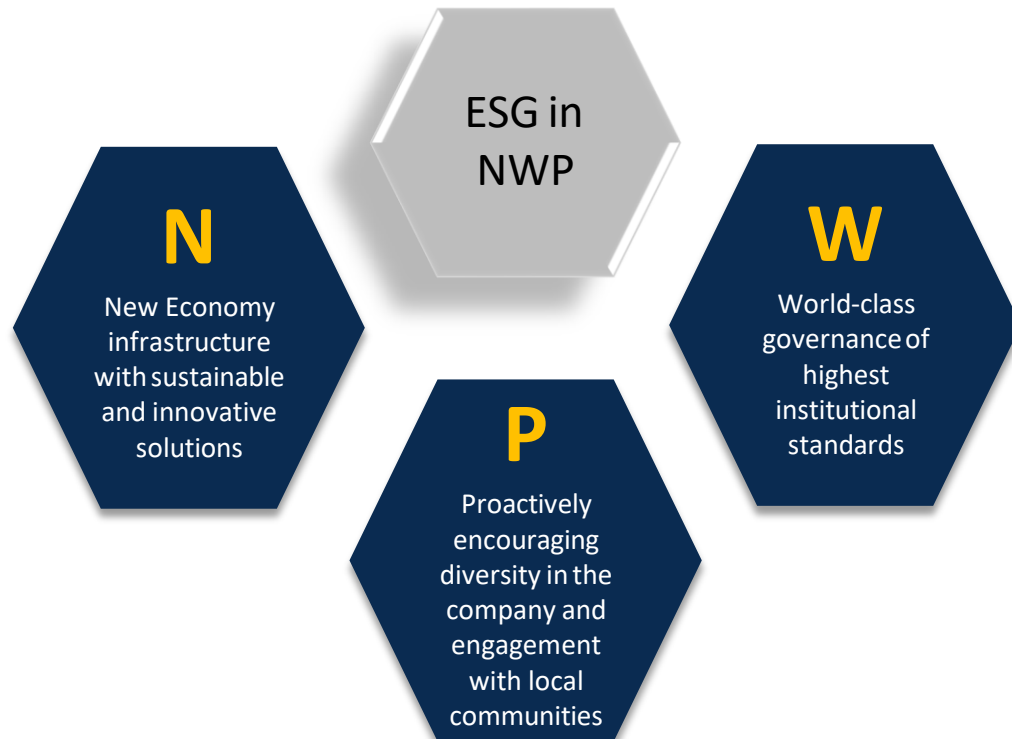 ESG in
NWP
N
New Economy
infrastructure
with sustainable
and innovative
solutions
W
World-class
governance of
highest
institutional
standards
P
Proactively
encouraging
diversity in the
company and
engagement
with local
communities